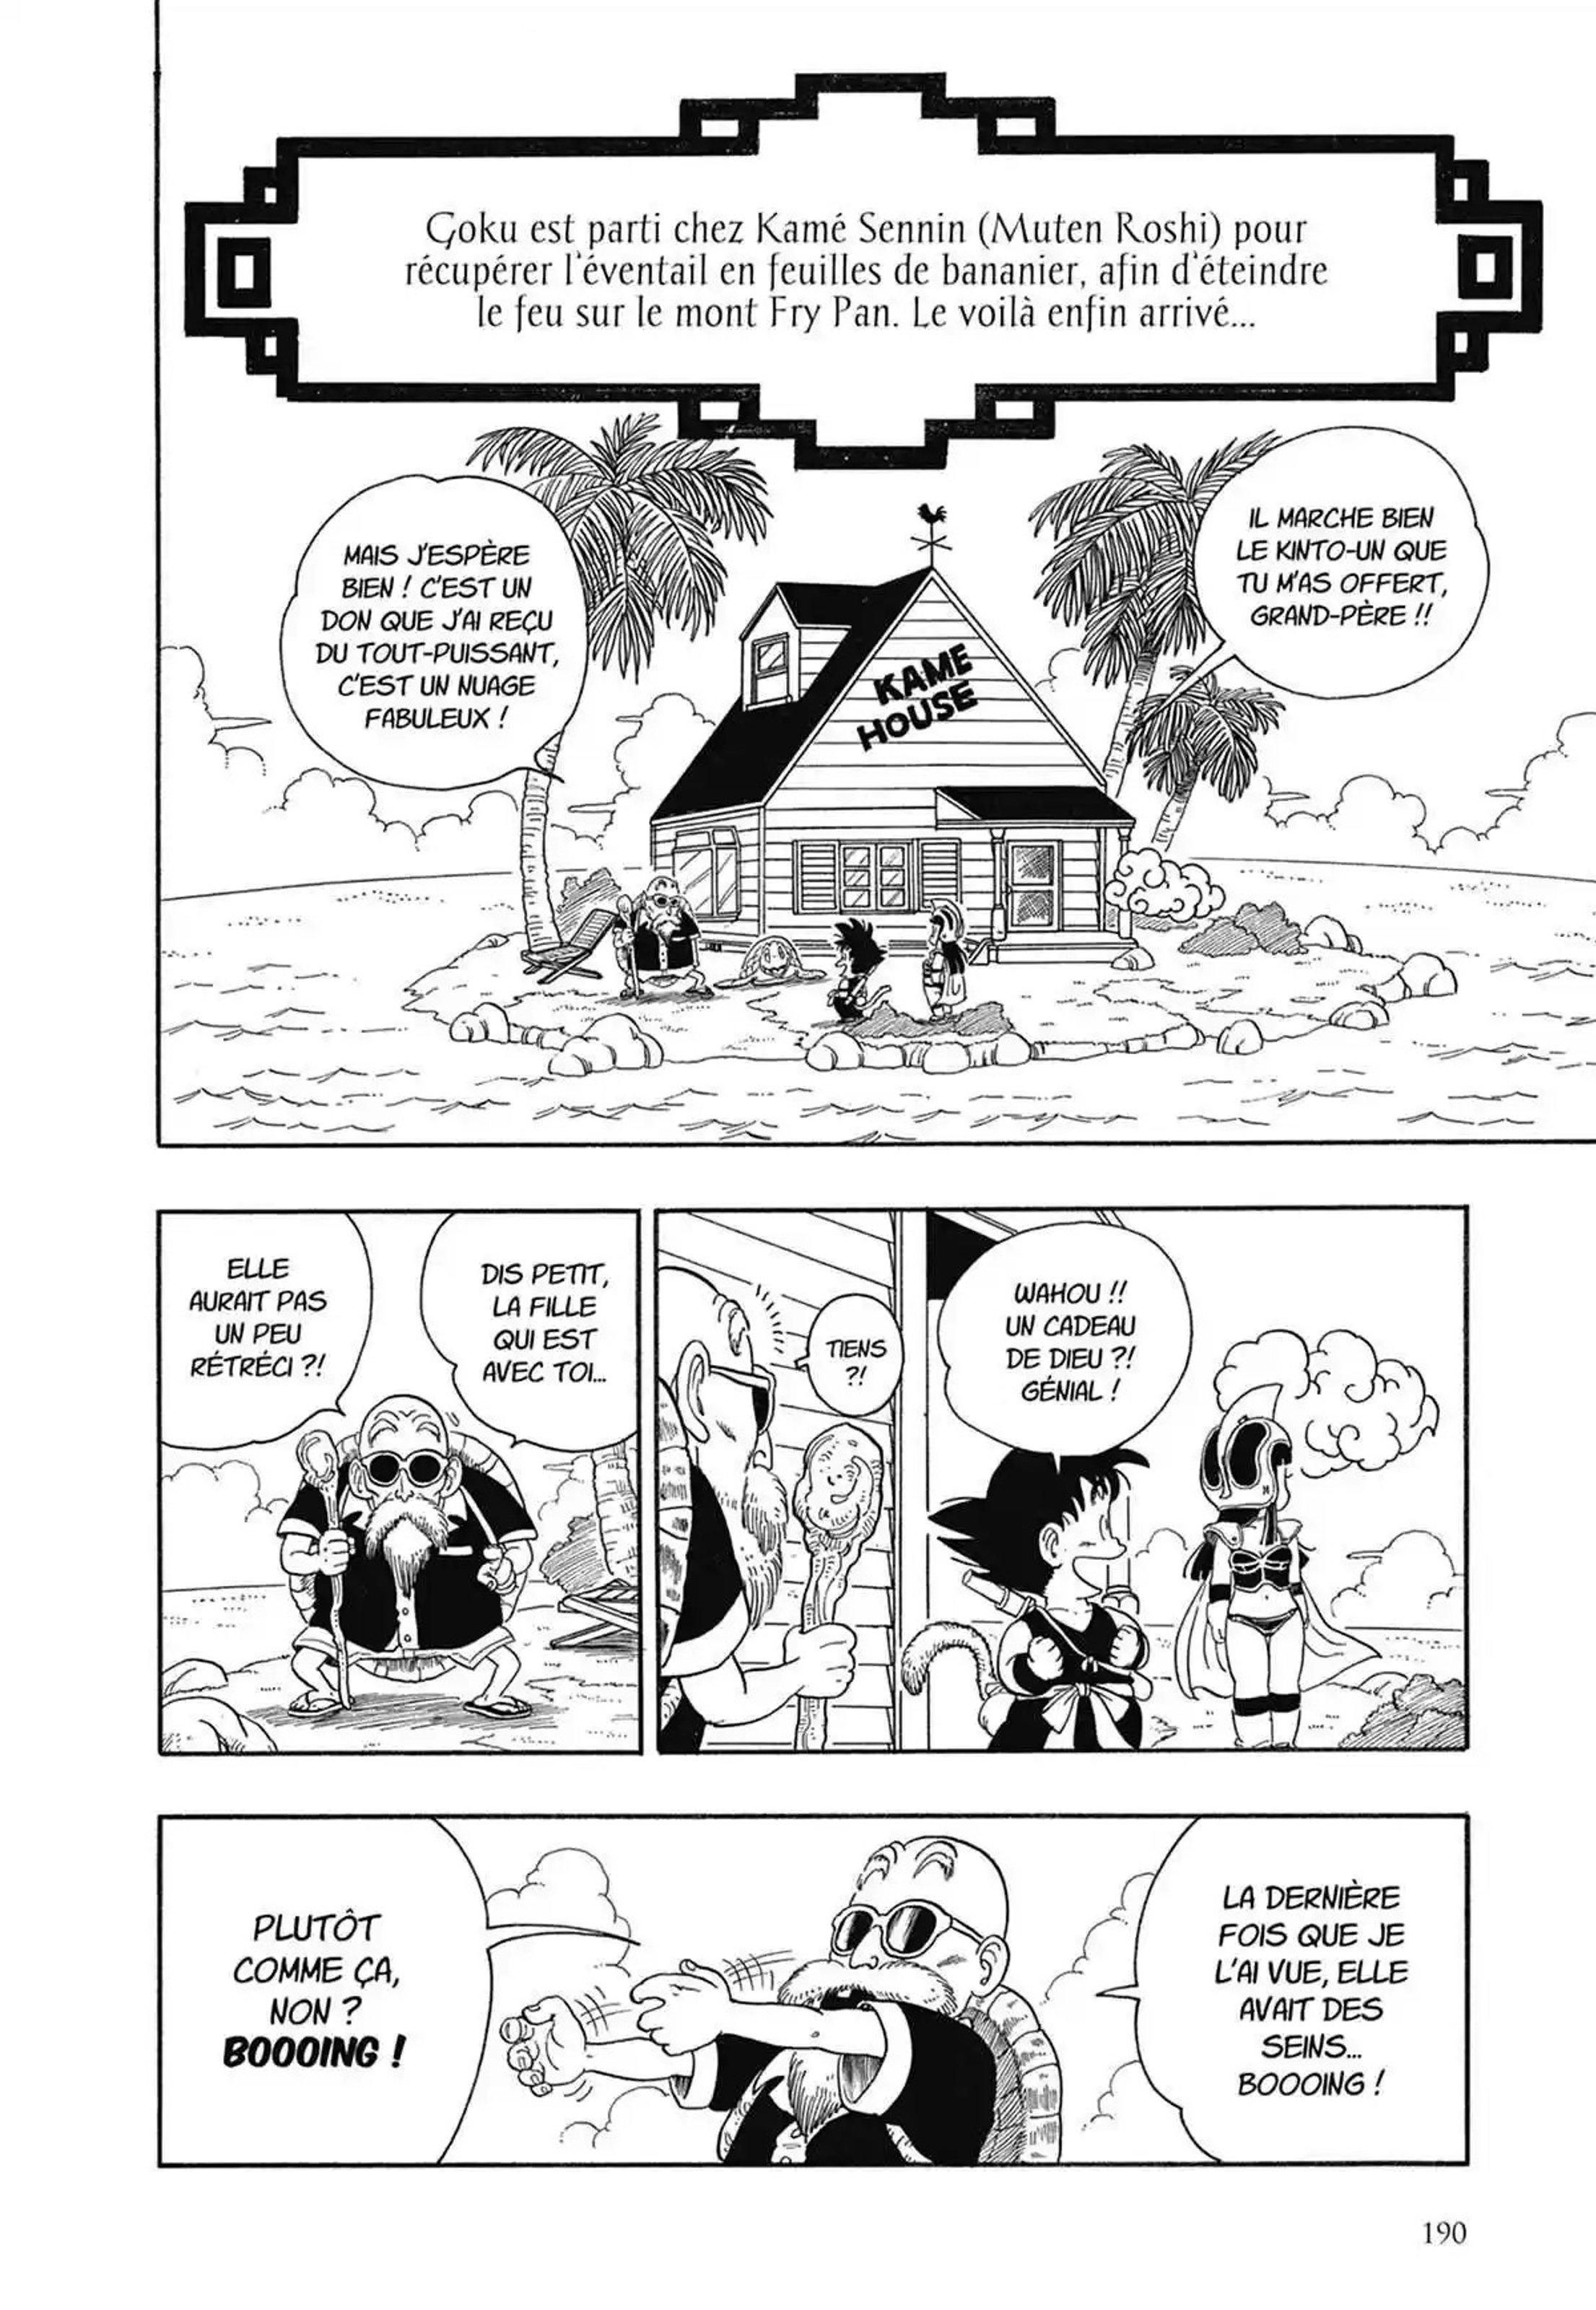 Goku est parti chez Kamé Sennin (Muten Roshi) pour
récupérer l'éventail en feuilles de bananier, afin d'éteindre
le feu sur le mont Fry Pan. Le voilà enfin arrivé...
IL MARCHE BIEN
LE KINTO-UN QUE
TU M'AS OFFERT,
GRAND-PÈRE !!
MAIS J'ESPÈRE
BIEN ! C'EST UN
DON QUE J'AI REÇU
DU TOUT-PUISSANT,
C'EST UN NUAGE
FABULEUX !
KAME
HOUSE
WAHOU !!
UN CADEAU
DE DIEU ?!
GÉNIAL !
TIENS
?!
DIS PETIT,
LA FILLE
QUI EST
AVEC TOI...
ELLE
AURAIT PAS
UN PEU
RÉTRÉCI ?!
LA DERNIÈRE
FOIS QUE JE
L'AI VUE, ELLE
AVAIT DES
SEINS...
BOOOING !
PLUTÔT
COMME ÇA,
NON ?
BOOOING !
190